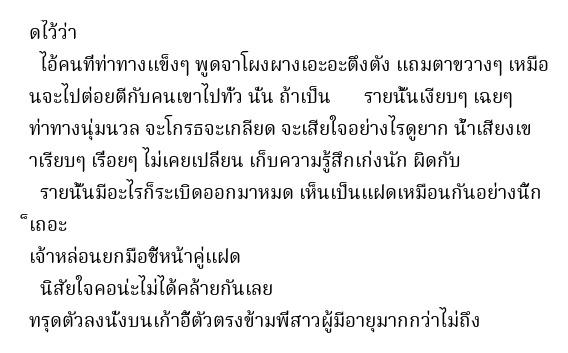 ดไว้ว่า
ไอ้คนที่ท่าทางแข็งๆ พูดจาโผงผางเอะอะตึงตัง แถมตาขวางๆ เหมือ
นจะไปต่อยตีกับคนเขาไปทั่ว นั่น ถ้าเป็น รายนั้นเงียบๆ เฉยๆ
ท่าทางนุ่มนวล จะโกรธจะเกลียด จะเสียใจอย่างไรดูยาก น้ำเสียงเข
าเรียบๆ เรื่อยๆ ไม่เคยเปลี่ยน เก็บความรู้สึกเก่งนัก ผิดกับ
รายนั้นมีอะไรก็ระเบิดออกมาหมด เห็นเป็นแฝดเหมือนกันอย่างนี้ก
็เถอะ
เจ้าหล่อนยกมือชี้หน้าคู่แฝด
นิสัยใจคอน่ะไม่ได้คล้ายกันเลย
ทรุดตัวลงนั่งบนเก้าอี้ตัวตรงข้ามพี่สาวผู้มีอายุมากกว่าไม่ถึง